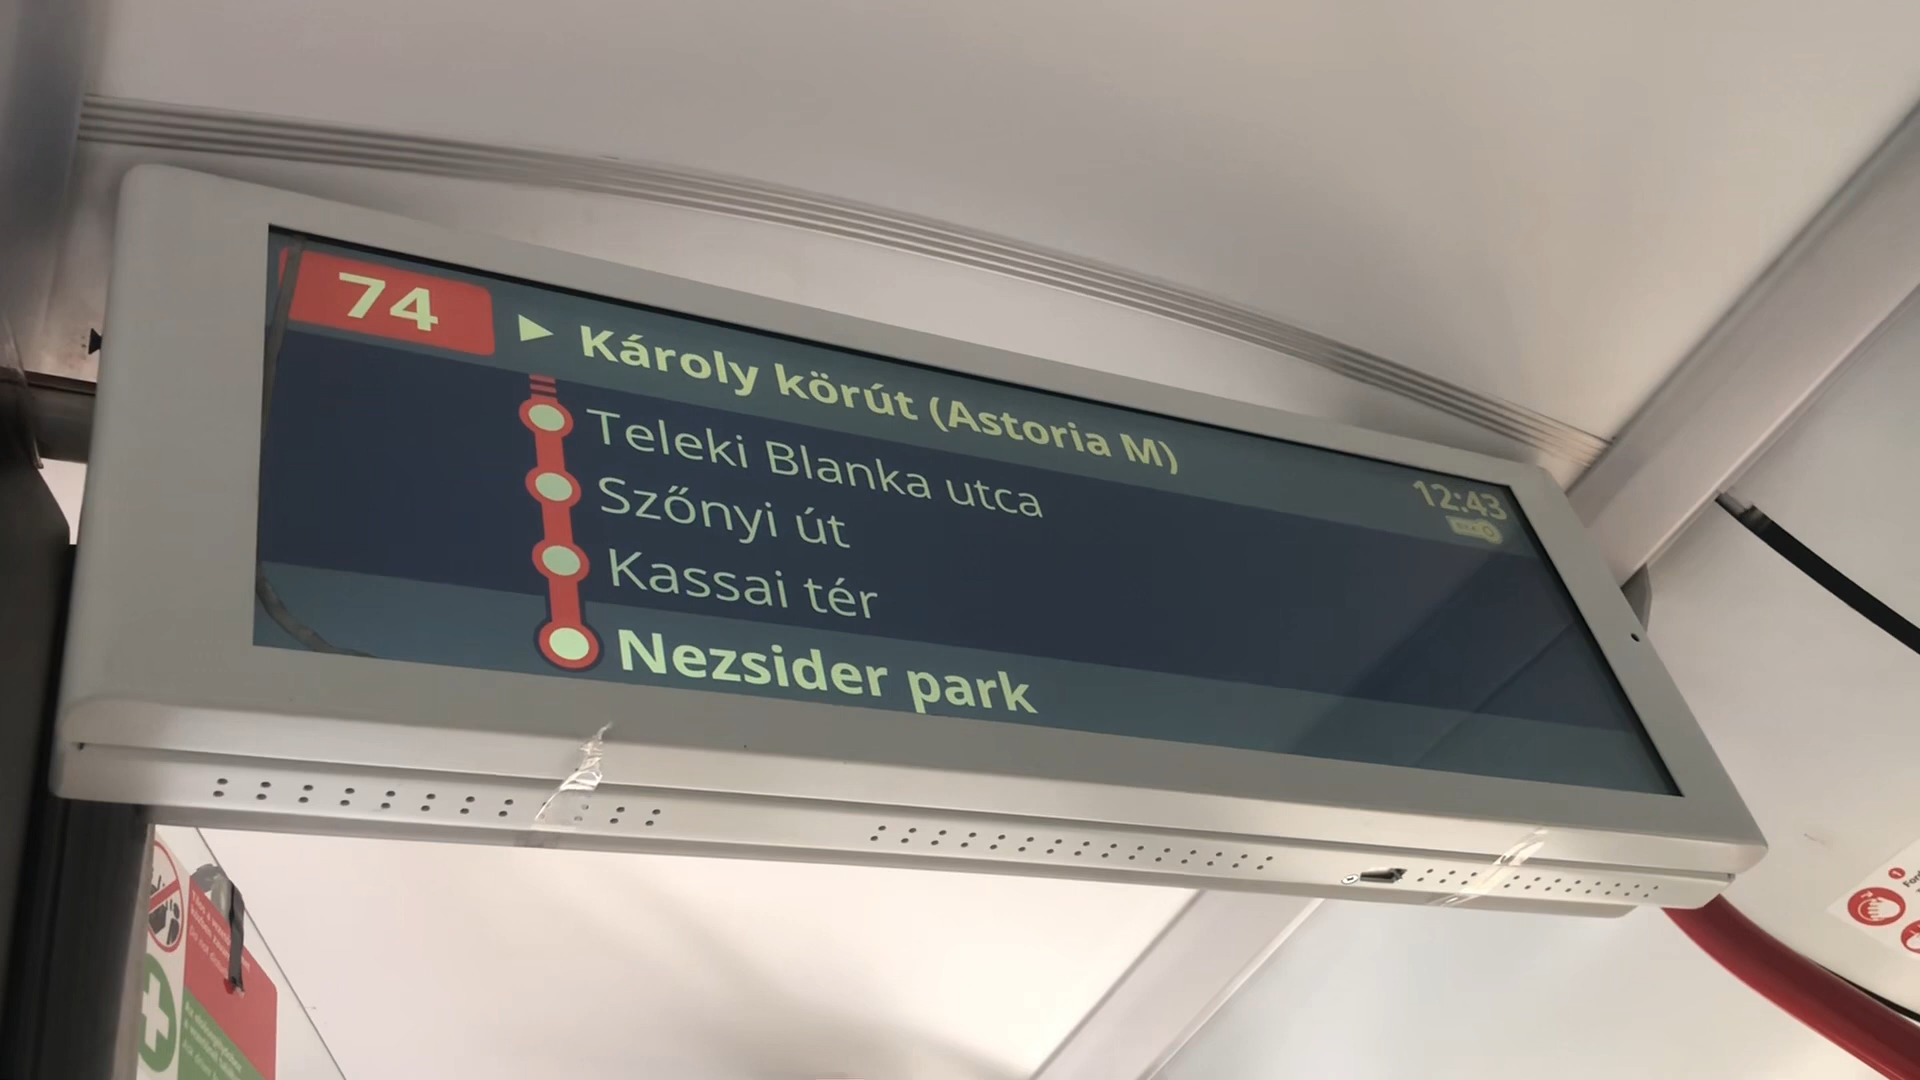 74
Károly körút (Astoria M)
12:43
Teleki Blanka utca
Szőnyi út
Kassai tér
Nezsider park